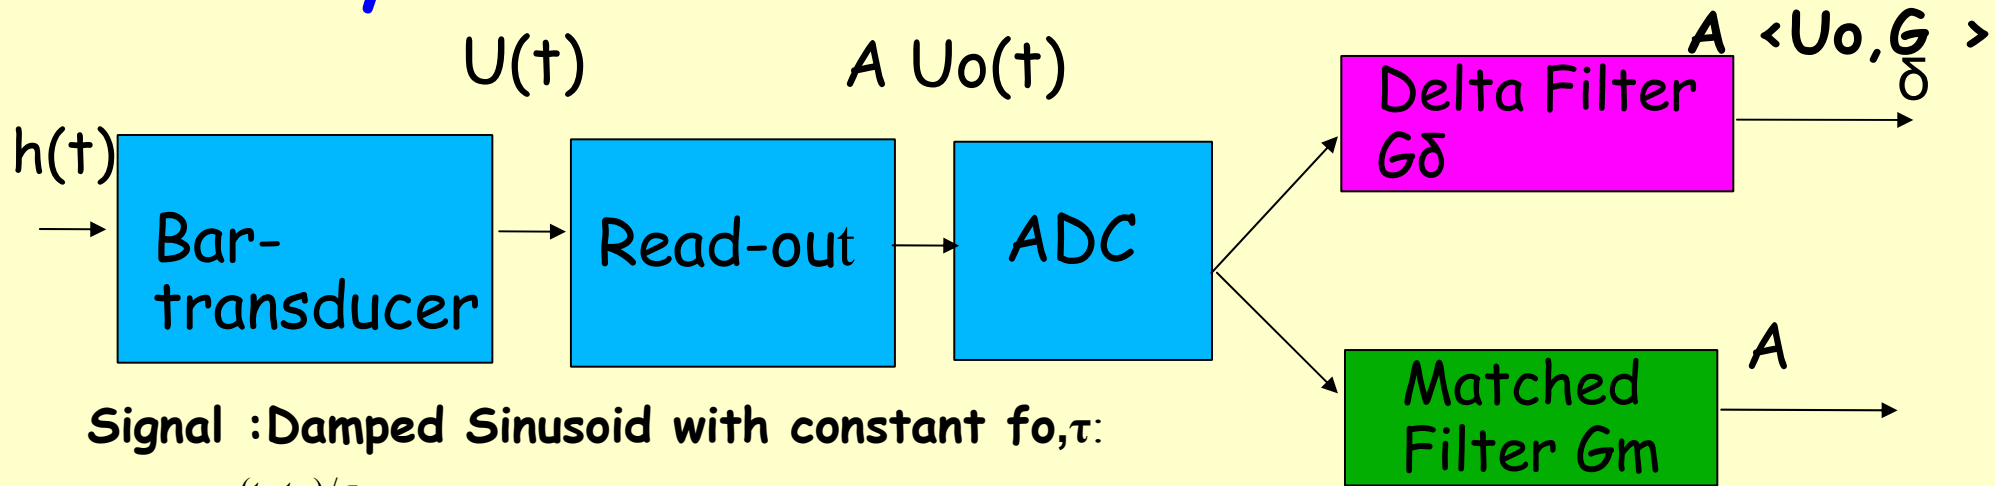 U(t)
A Uo(t)
A <Uo,G >
δ
h(t)
Bar-
transducer
Read-out
ADC
Delta Filter
Gδ
A
Matched
Filter Gm
Signal :Damped Sinusoid with constant fo,τ: